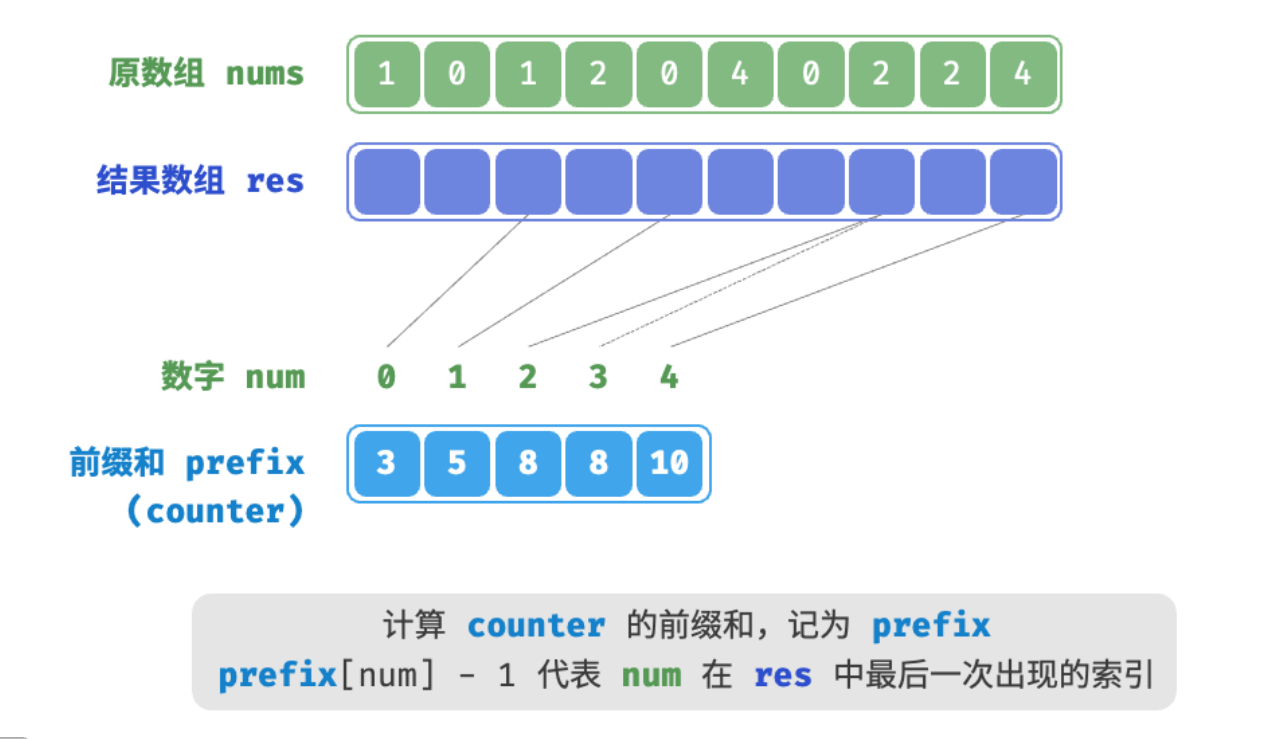 原数组 nums 1 0 1 2 0 4 0 2 2 4
结果数组 res
数字 num 0 1 2 3 4
前缀和 prefix 3 5 8 8 10
(counter)
计算 counter 的前缀和，记为 prefix
prefix[num] - 1 代表 num 在 res 中最后一次出现的索引